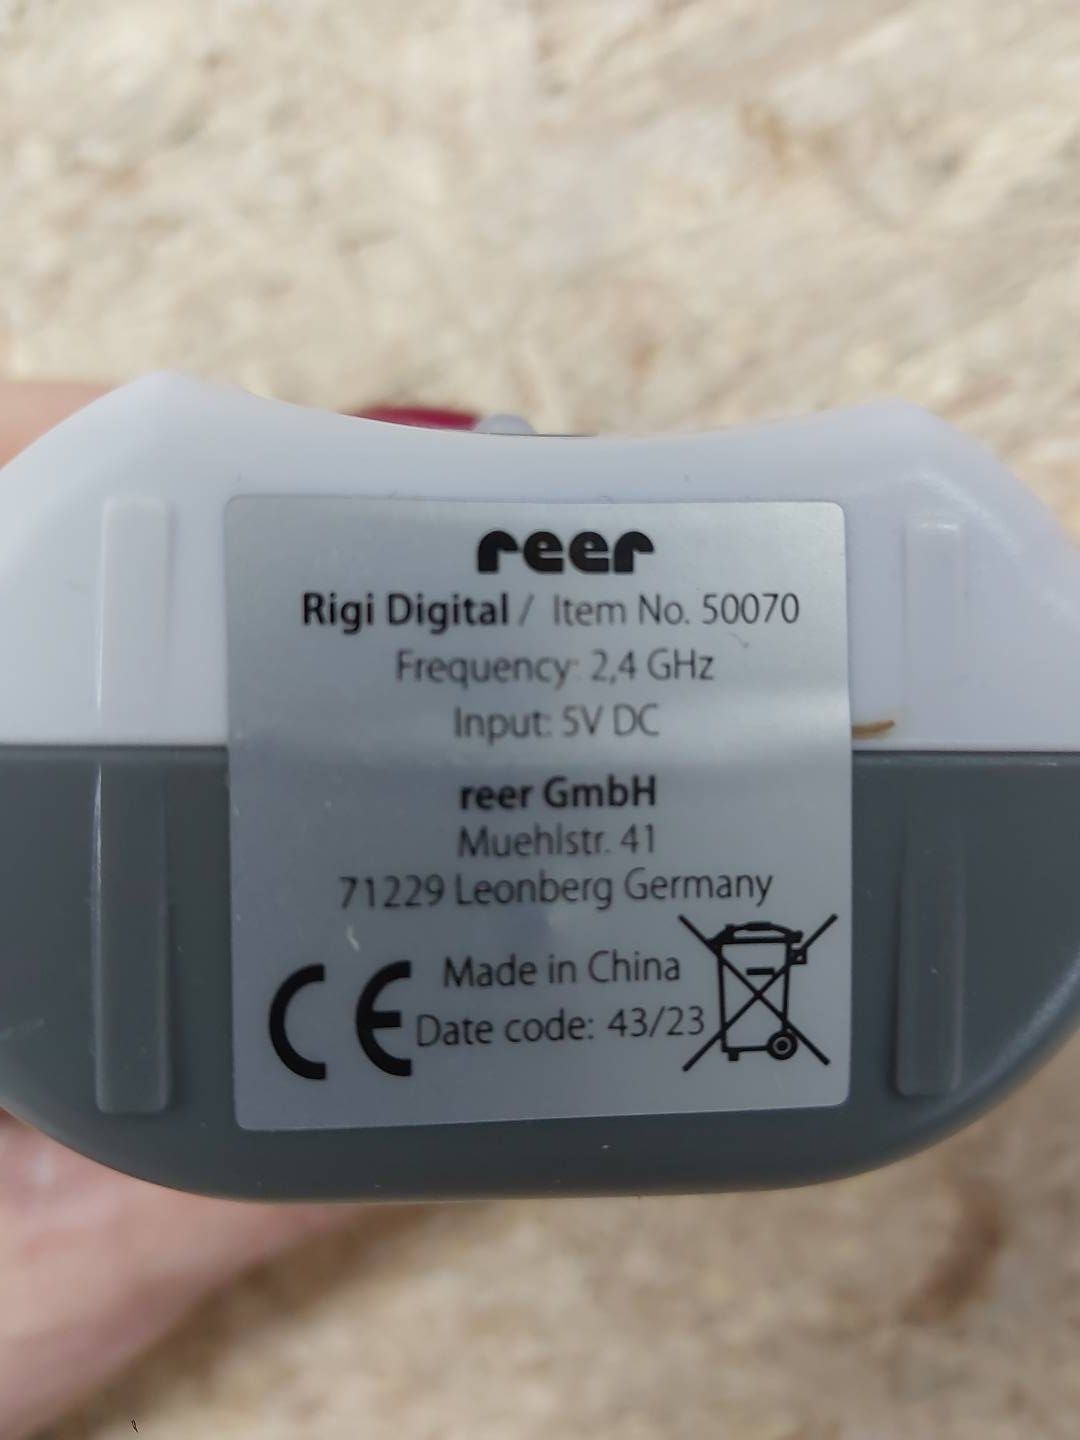 reer
Rigi Digital / Item No. 50070
Frequency: 2,4 GHz
Input: 5V DC
reer GmbH
Muehlstr. 41
71229 Leonberg Germany
CE Made in China
Date code: 43/23